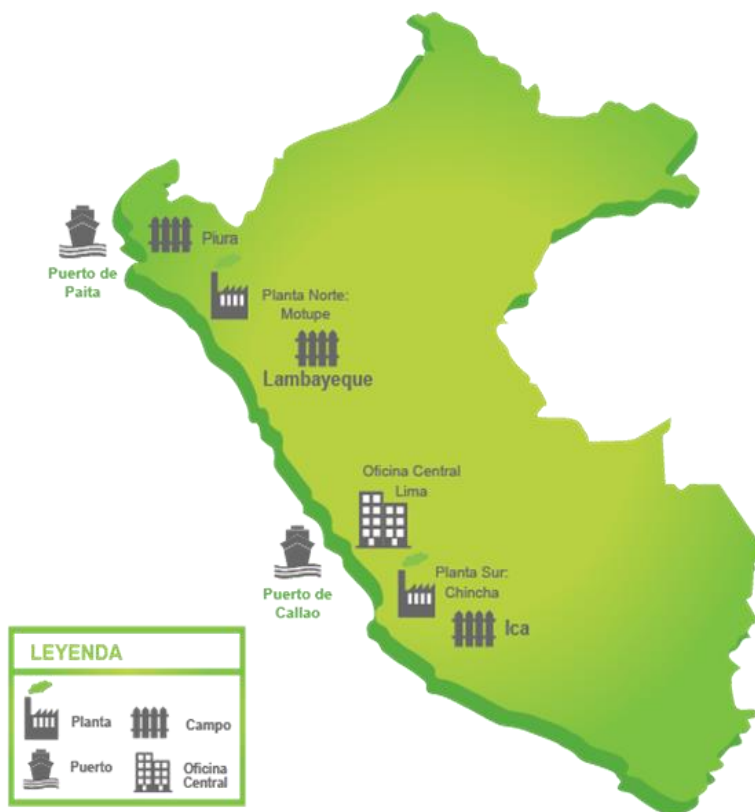 Piura
Puerto de
Paita
Planta Norte:
Motupe
Lambayeque
Oficina Central
Lima
Puerto de
Callao
Planta Sur:
Chincha
Ica
LEYENDA
Planta
Campo
Puerto
Oficina
Central